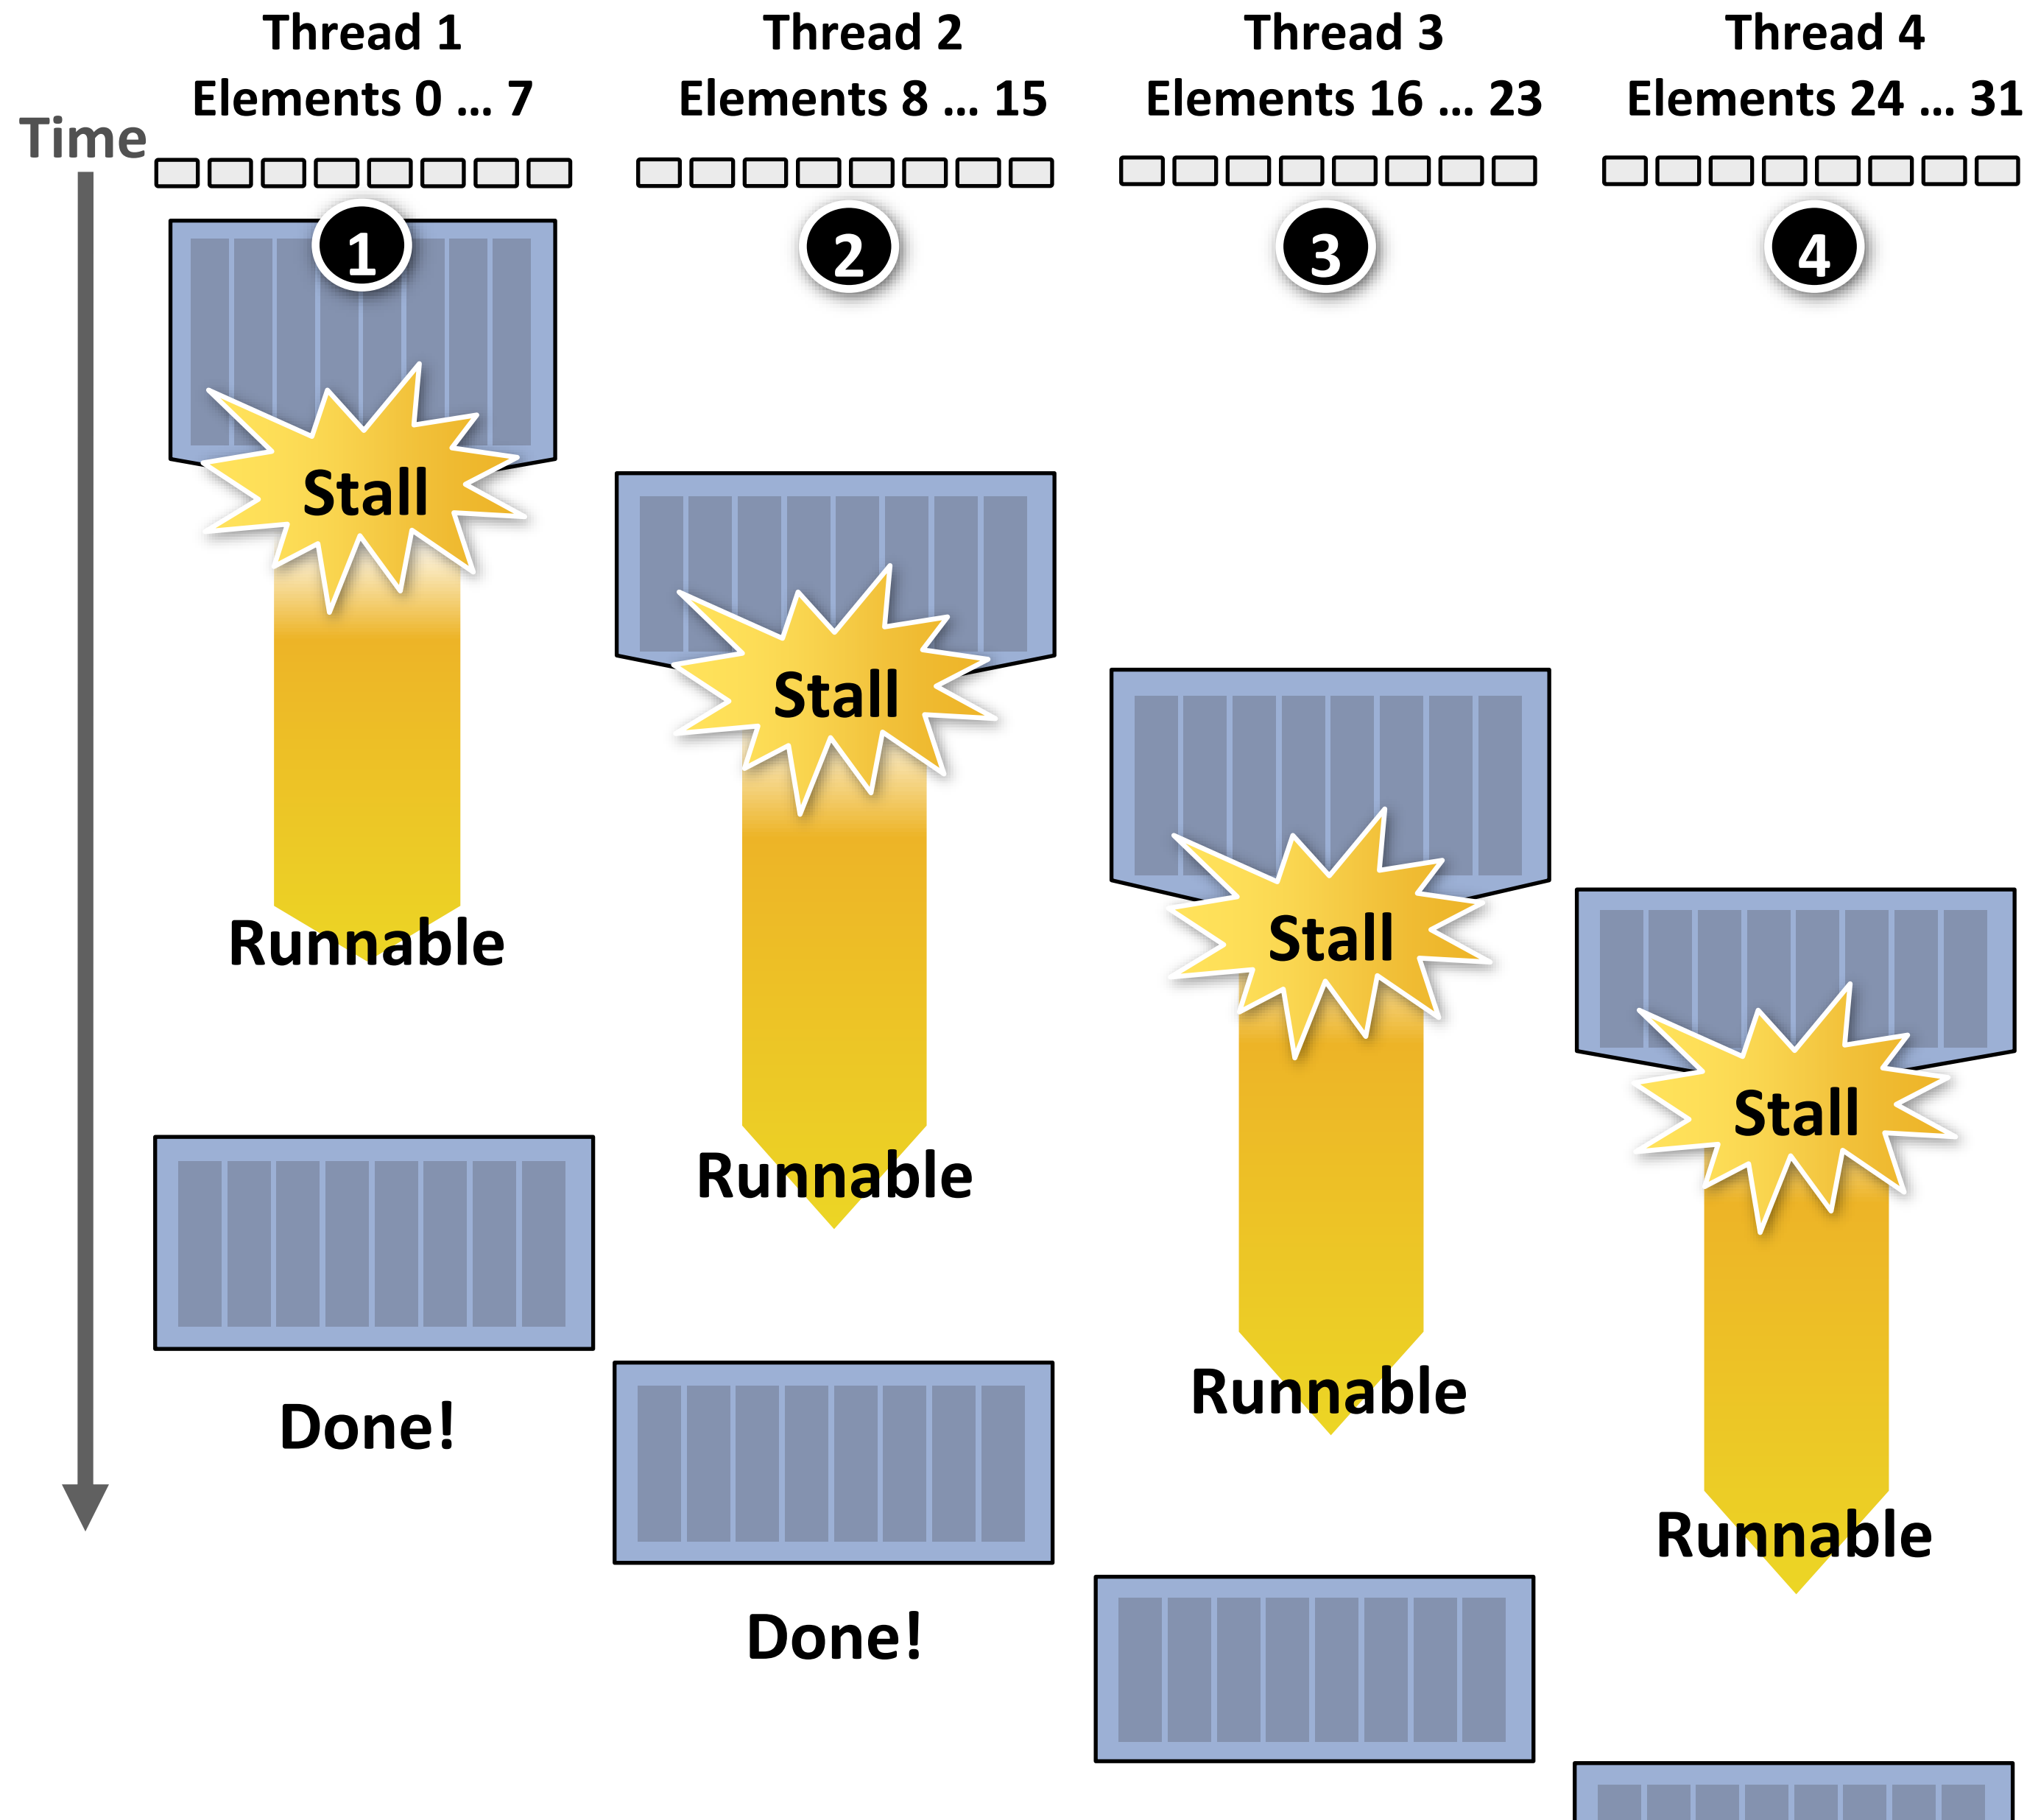 Thread 1
Elements 0 ... 7
Thread 2
Elements 8 ... 15
Thread 3
Elements 16 ... 23
Thread 4
Elements 24 ... 31
Time
1
2
3
4
Stall
Stall
Stall
Stall
Runnable
Runnable
Runnable
Runnable
Done!
Done!